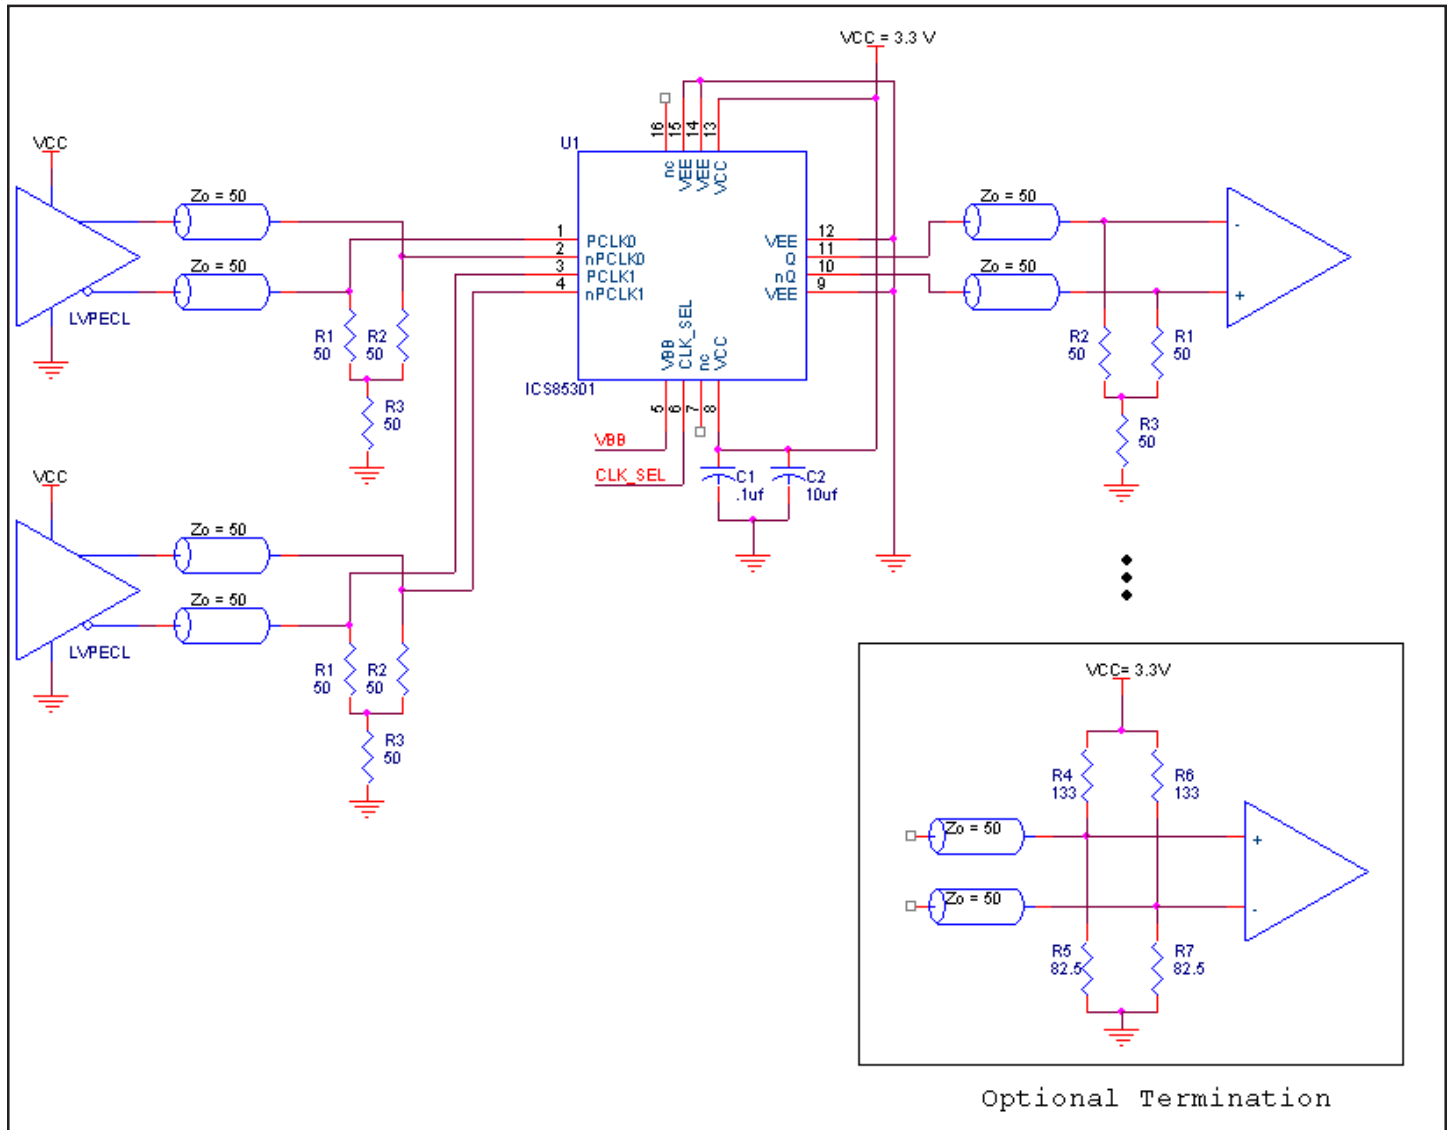 VCC = 3.3 V
16
15
14
13
U1
nc
VEE
VEE
VCC
VCC
Zo = 50
Zo = 50
LVPECL
R1
50
R2
50
R3
50
1
2
3
4
PCLK0
nPCLK0
PCLK1
nPCLK1
VEE
Q
nQ
VEE
12
11
10
9
VBB
CLK_SEL
nc
VCC
ICS85301
5
6
7
8
VBB
CLK_SEL
C1
.1uf
C2
10uf
Zo = 50
Zo = 50
-
+
R2
50
R1
50
R3
50
VCC
Zo = 50
Zo = 50
LVPECL
R1
50
R2
50
R3
50
VCC= 3.3V
R4
133
R6
133
Zo = 50
Zo = 50
+
-
R5
82.5
R7
82.5
Optional Termination